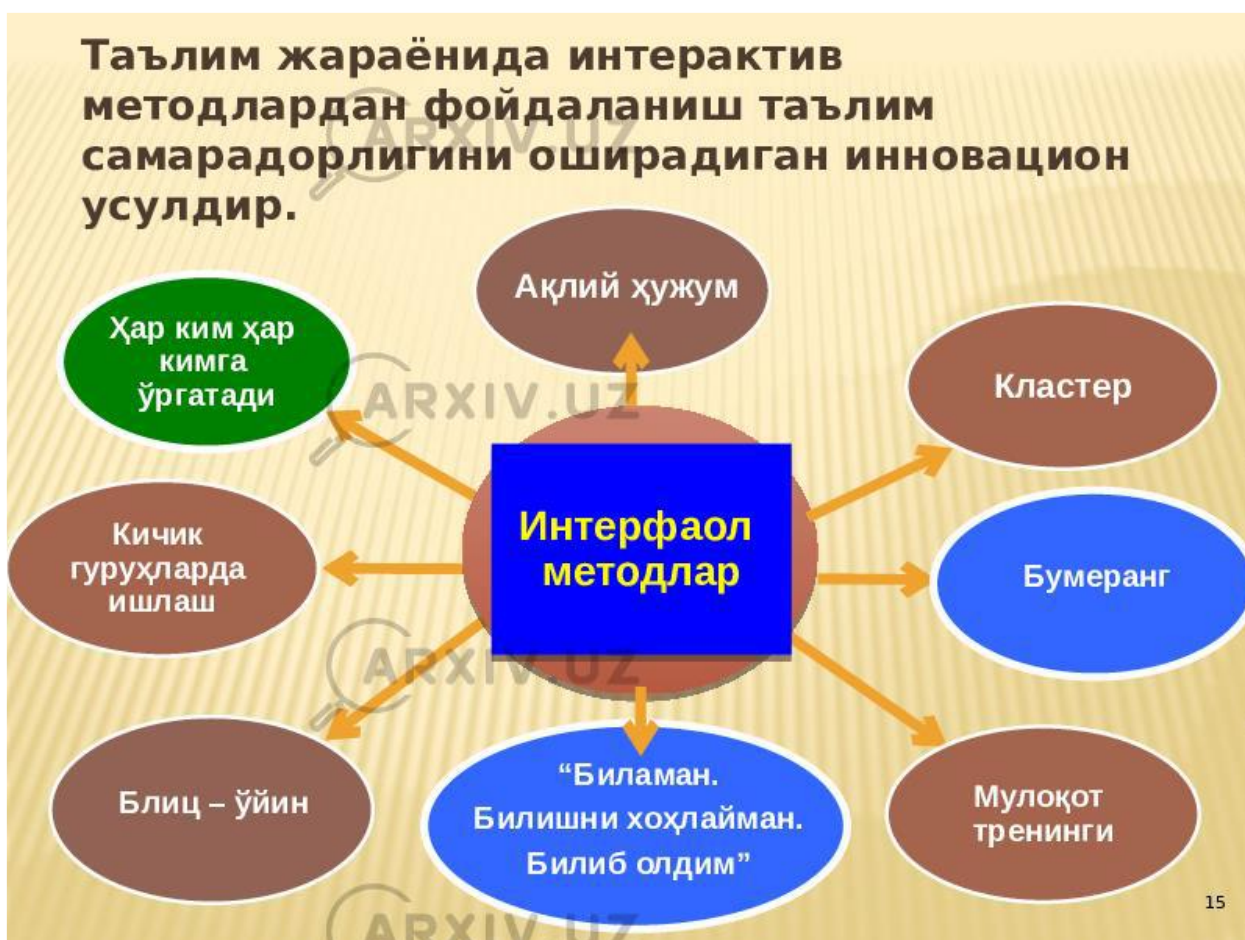 Таълим жараёнида интерактив
методлардан фойдаланиш таълим
самарадорлигини оширадиган инновацион
усулдир.
Ақлий ҳужум
Ҳар ким ҳар
кимга
ўргатади
Кластер
Интерфаол
методлар
Кичик
гуруҳларда
ишлаш
Бумеранг
Блиц – ўйин
“Биламан.
Билишни хоҳлайман.
Билиб олдим”
Мулоқот
тренинги
15
ARXIV.UZ
ARXIV.UZ
ARXIV.UZ
ARXIV.UZ